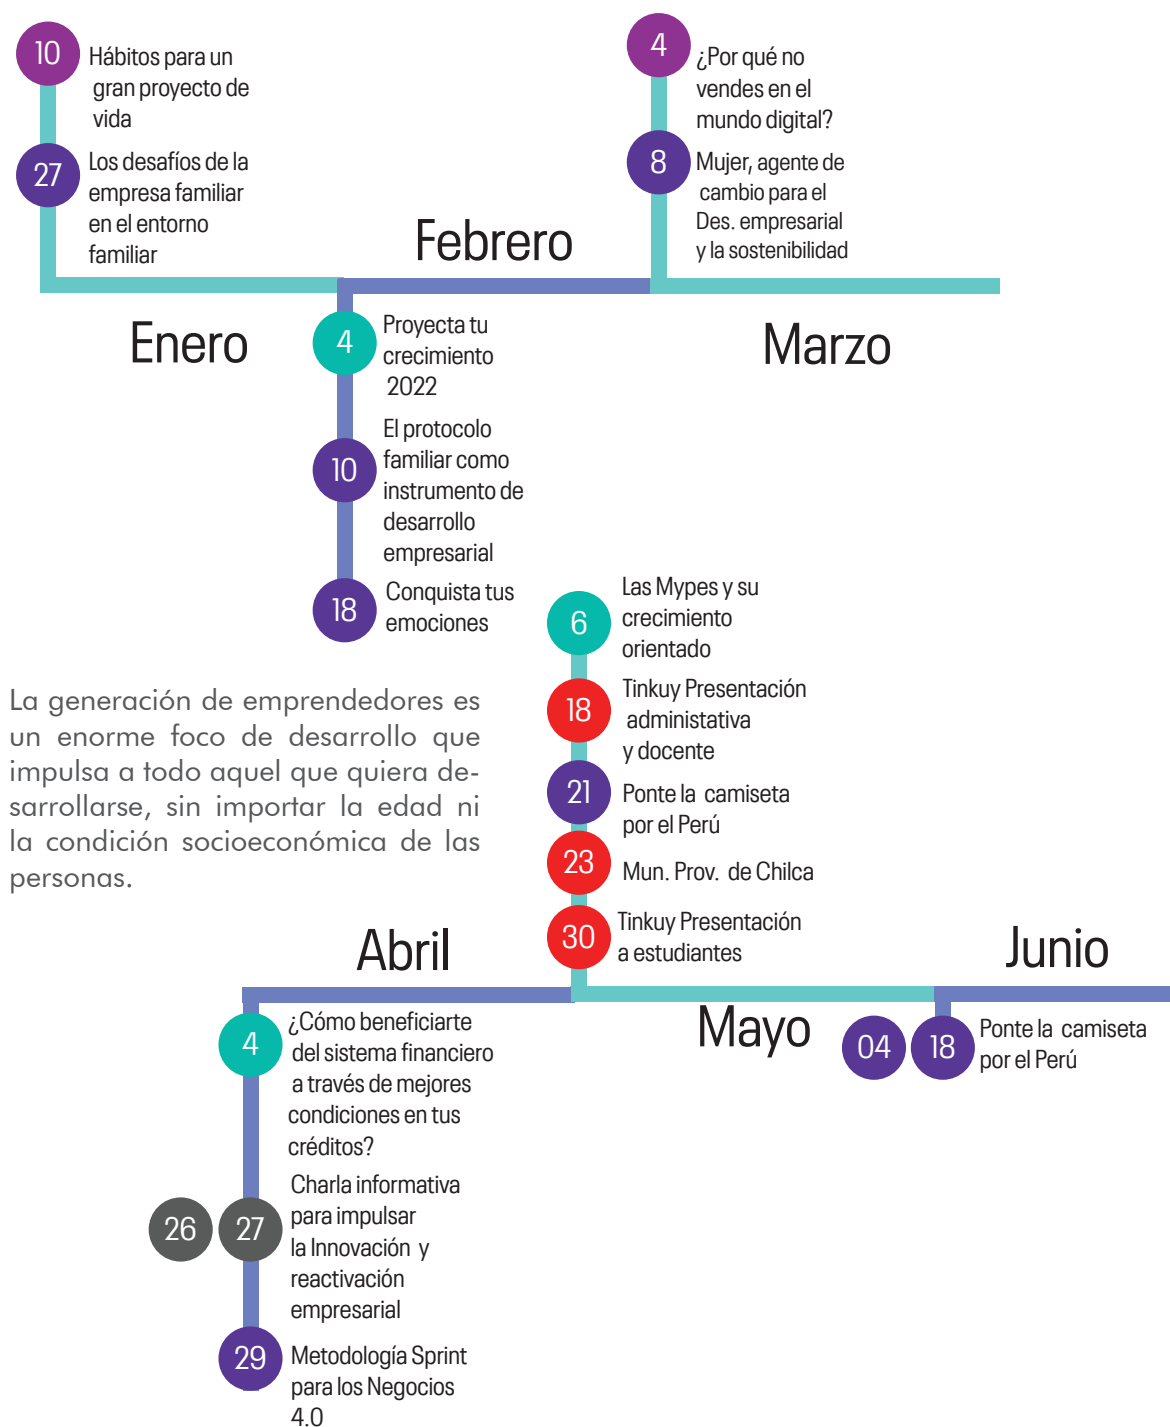 10
Hábitos para un
gran proyecto de
vida
27
Los desafíos de la
empresa familiar
en el entorno
familiar
Enero
Febrero
4
Proyecta tu
crecimiento
2022
10
El protocolo
familiar como
instrumento de
desarrollo
empresarial
18
Conquista tus
emociones
4
¿Por qué no
vendes en el
mundo digital?
8
Mujer, agente de
cambio para el
Des. empresarial
y la sostenibilidad
Marzo
La generación de emprendedores es
un enorme foco de desarrollo que
impulsa a todo aquel que quiera de-
sarrollarse, sin importar la edad ni
la condición socioeconómica de las
personas.
Abril
4
¿Cómo beneficiarte
del sistema financiero
a través de mejores
condiciones en tus
créditos?
26
27
Charla informativa
para impulsar
la Innovación y
reactivación
empresarial
29
Metodología Sprint
para los Negocios
4.0
6
Las Mypes y su
crecimiento
orientado
18
Tinkuy Presentación
administativa
y docente
21
Ponte la camiseta
por el Perú
23
Mun. Prov. de Chilca
30
Tinkuy Presentación
a estudiantes
Mayo
Junio
04
18
Ponte la camiseta
por el Perú